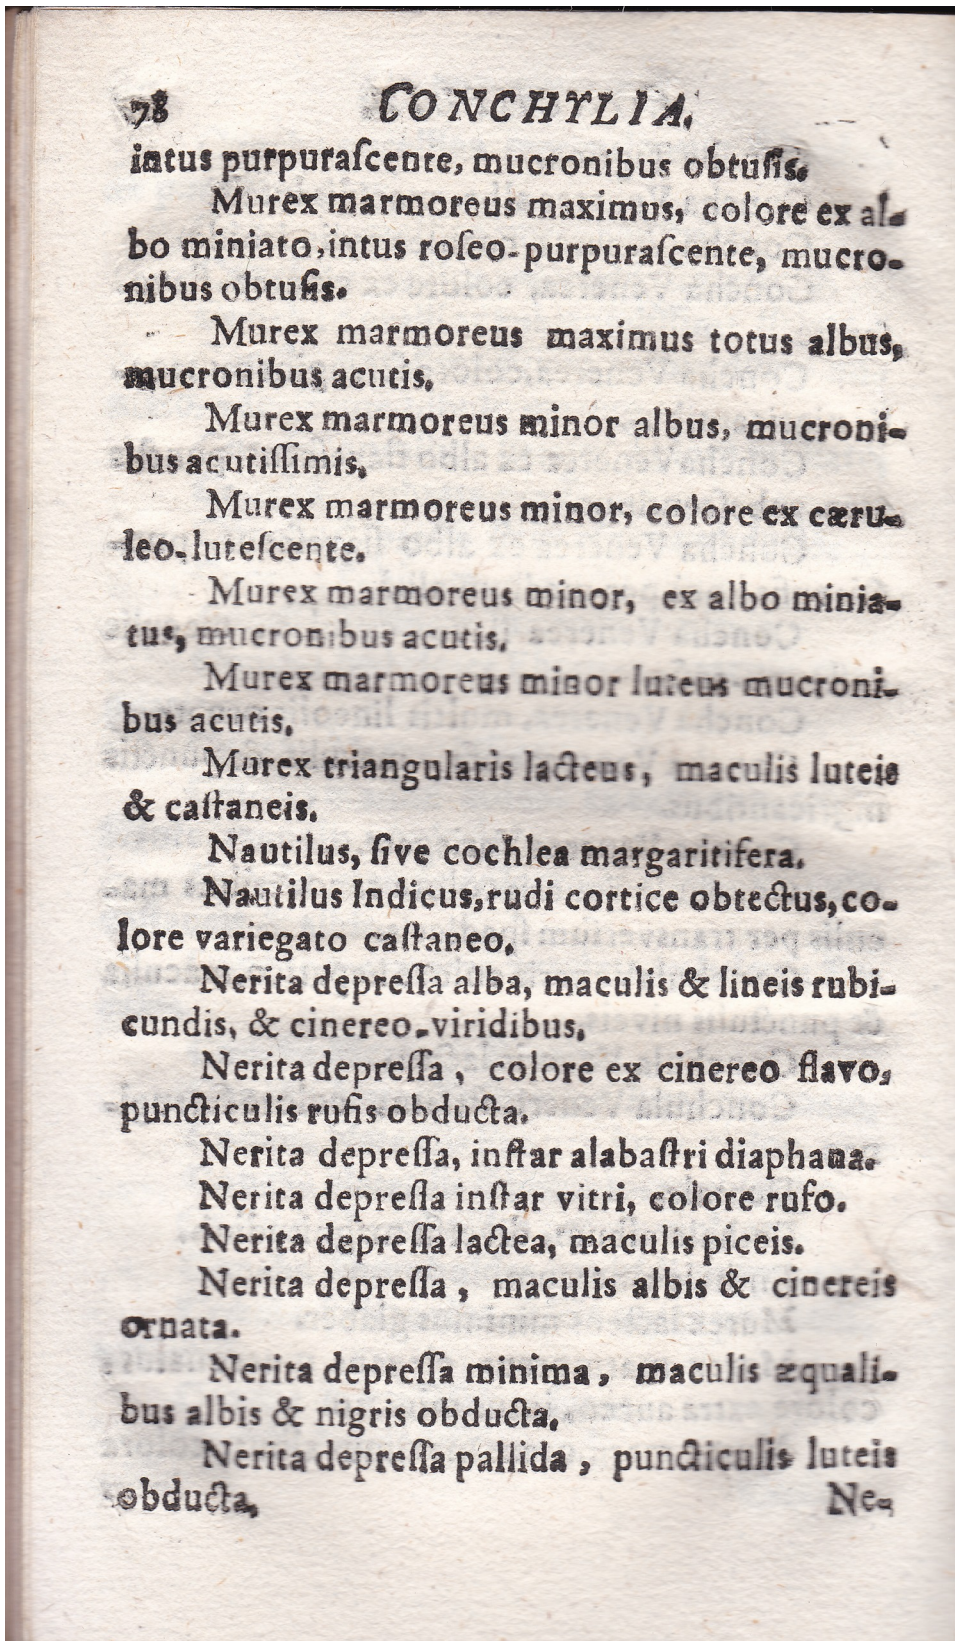 78 CONCHYLIA.
intus purpuraſcente, mucronibus obtuſis.
Murex marmoreus maximus, colore ex al-
bo miniato, intus roſeo-purpuraſcente, mucro-
nibus obtuſis.
Murex marmoreus maximus totus albus,
mucronibus acutis.
Murex marmoreus minor albus, mucroni-
bus acutiſſimis.
Murex marmoreus minor, colore ex cæru-
leo-luteſcente.
Murex marmoreus minor, ex albo minia-
tus, mucronibus acutis.
Murex marmoreus minor luteus mucroni-
bus acutis.
Murex triangularis lacteus, maculis luteis
& caſtaneis.
Nautilus, ſive cochlea margaritifera.
Nautilus Indicus, rudi cortice obtectus, co-
lore variegato caſtaneo.
Nerita depreſſa alba, maculis & lineis rubi-
cundis, & cinereo-viridibus.
Nerita depreſſa, colore ex cinereo flavo,
puncticulis rufis obducta.
Nerita depreſſa, inſtar alabaſtri diaphana.
Nerita depreſſa inſtar vitri, colore rufo.
Nerita depreſſa lactea, maculis piceis.
Nerita depreſſa, maculis albis & cinereis
ornata.
Nerita depreſſa minima, maculis æquali-
bus albis & nigris obducta.
Nerita depreſſa pallida, puncticulis luteis
obducta.
Ne-